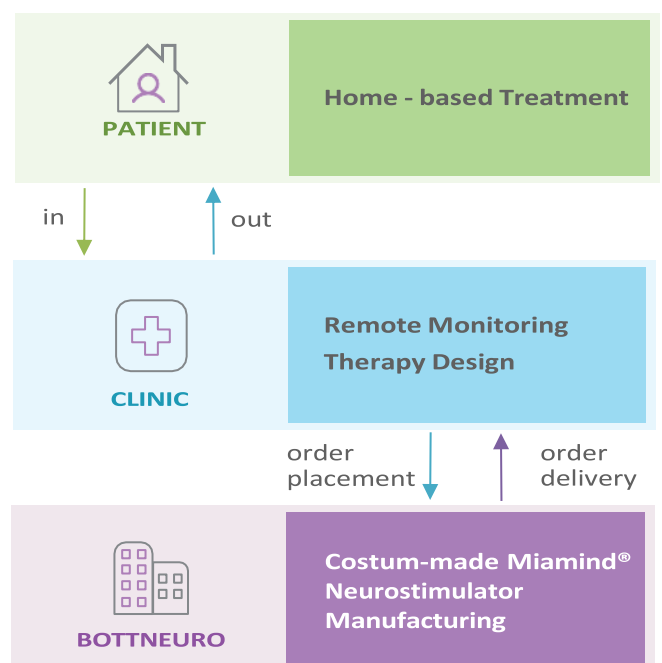 PATIENT
Home - based Treatment
in
out
CLINIC
Remote Monitoring
Therapy Design
order
placement
order
delivery
BOTTNEURO
Costum-made Miamind®
Neurostimulator
Manufacturing